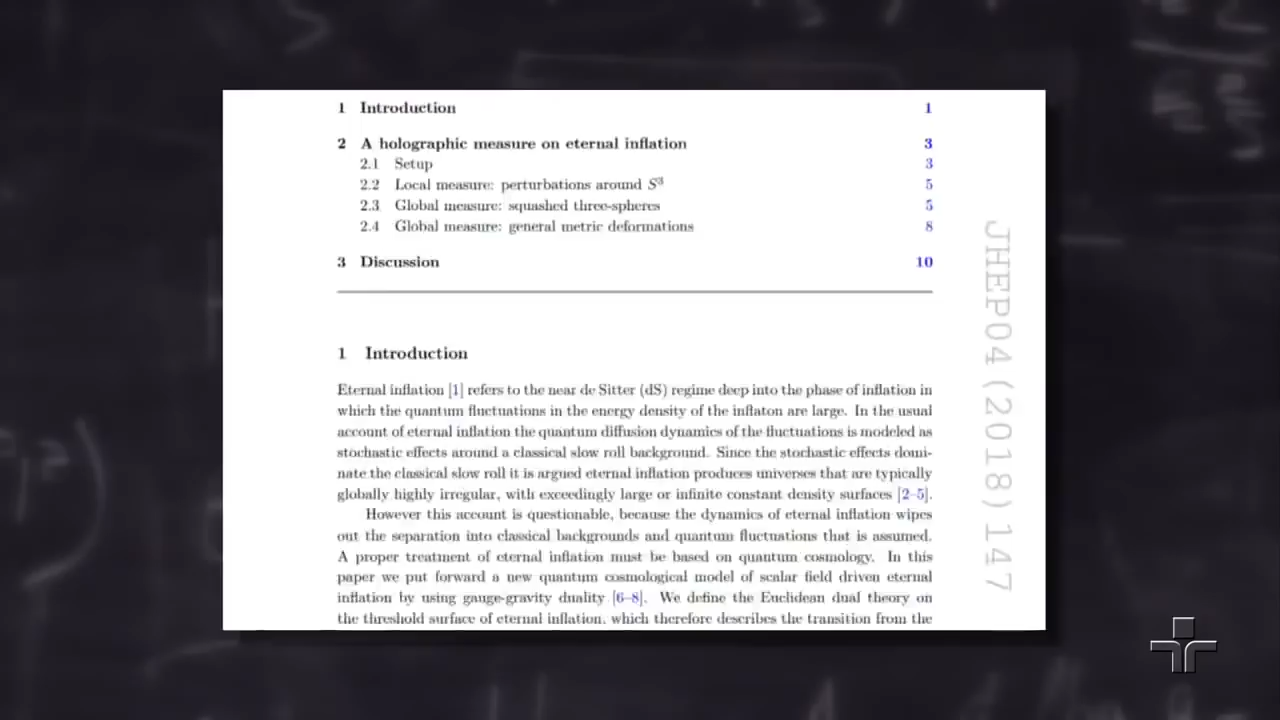 1 Introduction 1
2 A holographic measure on eternal inflation 3
2.1 Setup 3
2.2 Local measure: perturbations around S³ 5
2.3 Global measure: squashed three-spheres 5
2.4 Global measure: general metric deformations 8
3 Discussion 10
1 Introduction
Eternal inflation [1] refers to the near de Sitter (dS) regime deep into the phase of inflation in
which the quantum fluctuations in the energy density of the inflaton are large. In the usual
account of eternal inflation the quantum diffusion dynamics of the fluctuations is modeled as
stochastic effects around a classical slow roll background. Since the stochastic effects domi-
nate the classical slow roll it is argued eternal inflation produces universes that are typically
globally highly irregular, with exceedingly large or infinite constant density surfaces [2–5].
However this account is questionable, because the dynamics of eternal inflation wipes
out the separation into classical backgrounds and quantum fluctuations that is assumed.
A proper treatment of eternal inflation must be based on quantum cosmology. In this
paper we put forward a new quantum cosmological model of scalar field driven eternal
inflation by using gauge-gravity duality [6–8]. We define the Euclidean dual theory on
the threshold surface of eternal inflation, which therefore describes the transition from the
JHEP04(2018)147